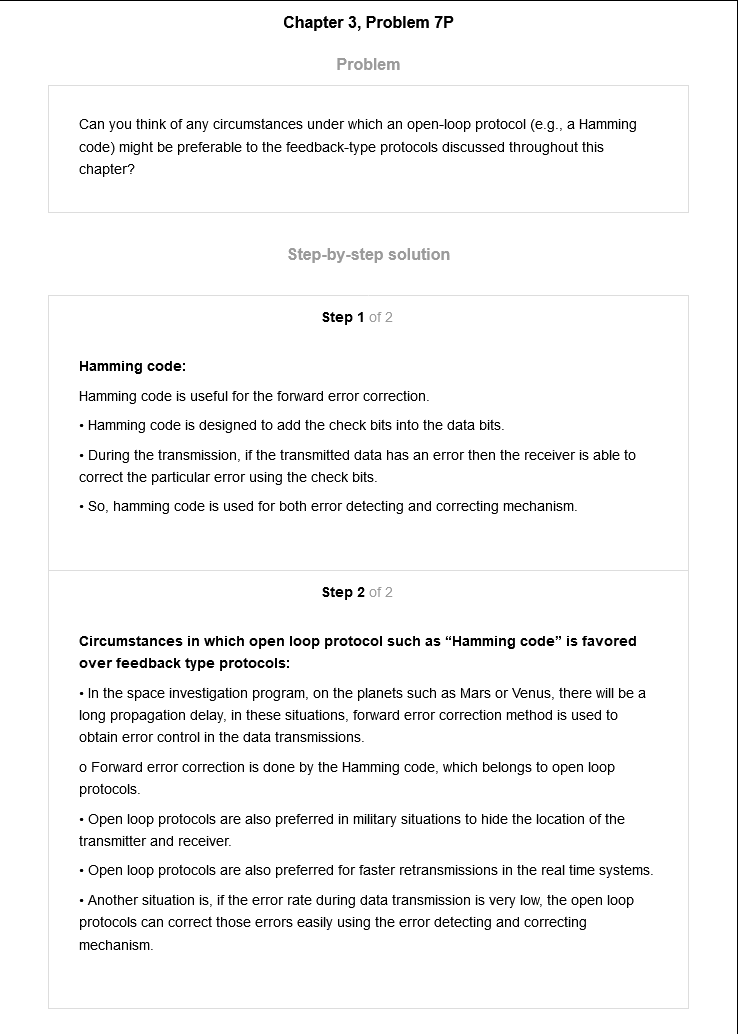 Chapter 3, Problem 7P
Problem
Can you think of any circumstances under which an open-loop protocol (e.g., a Hamming
code) might be preferable to the feedback-type protocols discussed throughout this
chapter?
Step-by-step solution
Step 1 of 2
Hamming code:
Hamming code is useful for the forward error correction.
• Hamming code is designed to add the check bits into the data bits.
• During the transmission, if the transmitted data has an error then the receiver is able to
correct the particular error using the check bits.
• So, hamming code is used for both error detecting and correcting mechanism.
Step 2 of 2
Circumstances in which open loop protocol such as “Hamming code” is favored
over feedback type protocols:
• In the space investigation program, on the planets such as Mars or Venus, there will be a
long propagation delay, in these situations, forward error correction method is used to
obtain error control in the data transmissions.
o Forward error correction is done by the Hamming code, which belongs to open loop
protocols.
• Open loop protocols are also preferred in military situations to hide the location of the
transmitter and receiver.
• Open loop protocols are also preferred for faster retransmissions in the real time systems.
• Another situation is, if the error rate during data transmission is very low, the open loop
protocols can correct those errors easily using the error detecting and correcting
mechanism.